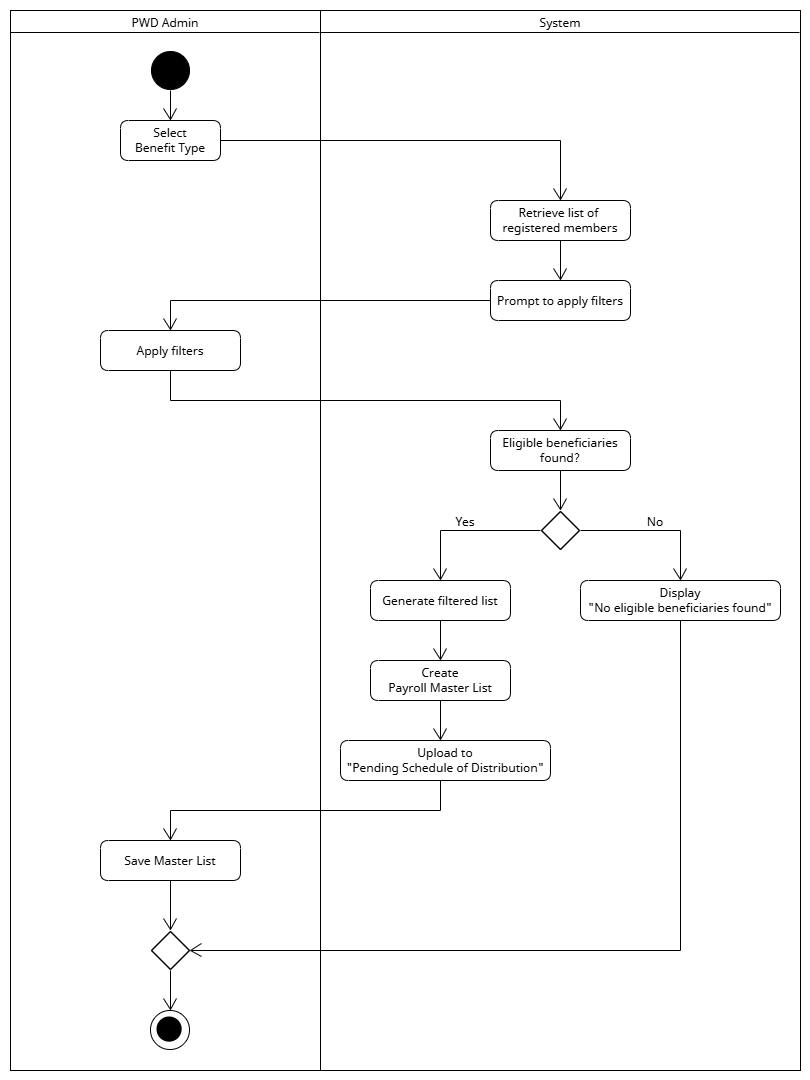 PWD Admin
System
Select
Benefit Type
Retrieve list of
registered members
Prompt to apply filters
Apply filters
Eligible beneficiaries
found?
Yes
No
Generate filtered list
Display
"No eligible beneficiaries found"
Create
Payroll Master List
Upload to
"Pending Schedule of Distribution"
Save Master List